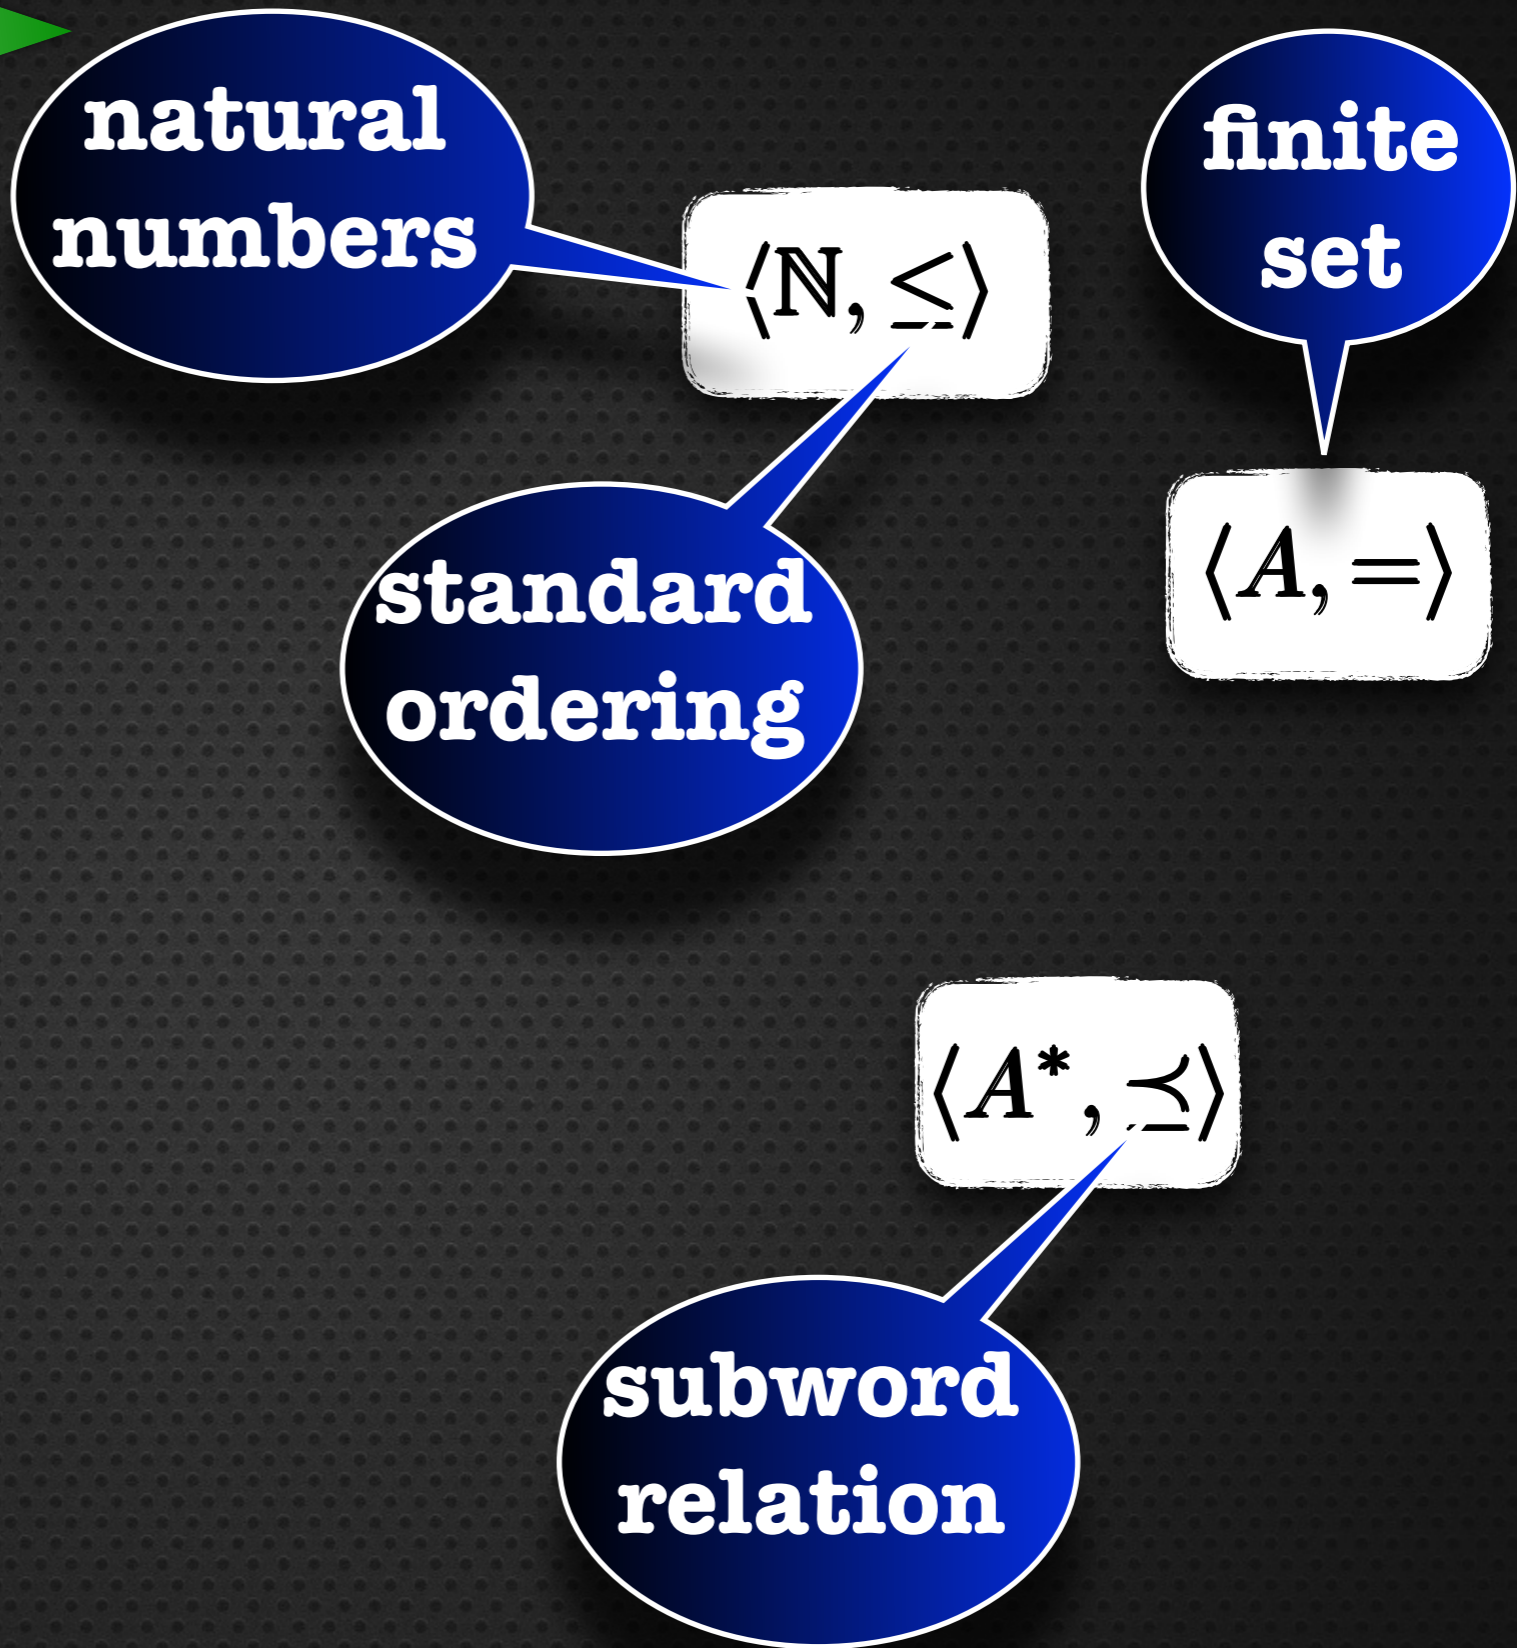 natural
numbers
⟨ℕ, ≤⟩
finite
set
standard
ordering
⟨A, =⟩
⟨A*, ⪯⟩
subword
relation